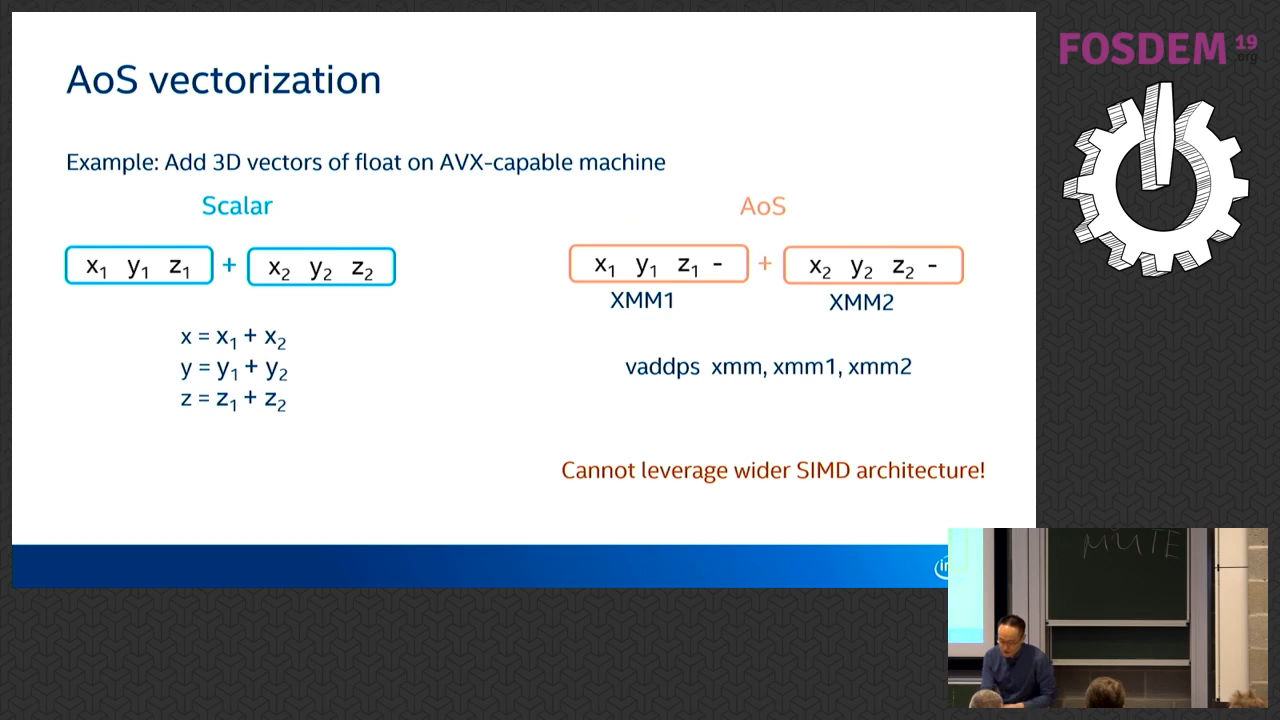 AoS vectorization
Example: Add 3D vectors of float on AVX-capable machine
Scalar
x₁ y₁ z₁ + x₂ y₂ z₂
x = x₁ + x₂
y = y₁ + y₂
z = z₁ + z₂
AoS
x₁ y₁ z₁ - + x₂ y₂ z₂ -
XMM1 XMM2
vaddps xmm, xmm1, xmm2
Cannot leverage wider SIMD architecture!
FOSDEM 19
.org
MUTE